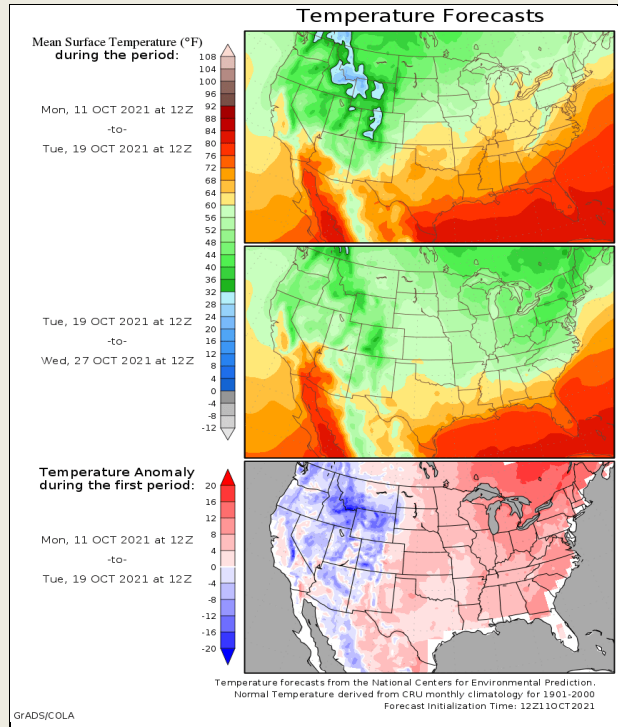 Temperature Forecasts
Mean Surface Temperature (°F)
during the period:
Mon, 11 OCT 2021 at 12Z
-to-
Tue, 19 OCT 2021 at 12Z
108
104
100
96
92
88
84
80
76
72
68
64
60
56
52
48
44
40
36
32
28
24
20
16
12
8
4
0
-4
-8
-12
Tue, 19 OCT 2021 at 12Z
-to-
Wed, 27 OCT 2021 at 12Z
Temperature Anomaly
during the first period:
Mon, 11 OCT 2021 at 12Z
-to-
Tue, 19 OCT 2021 at 12Z
20
16
12
8
4
0
-4
-8
-12
-16
-20
Temperature forecasts from the National Centers for Environmental Prediction.
Normal Temperature derived from CRU monthly climatology for 1901-2000
Forecast Initialization Time: 12Z11OCT2021
GrADS/COLA